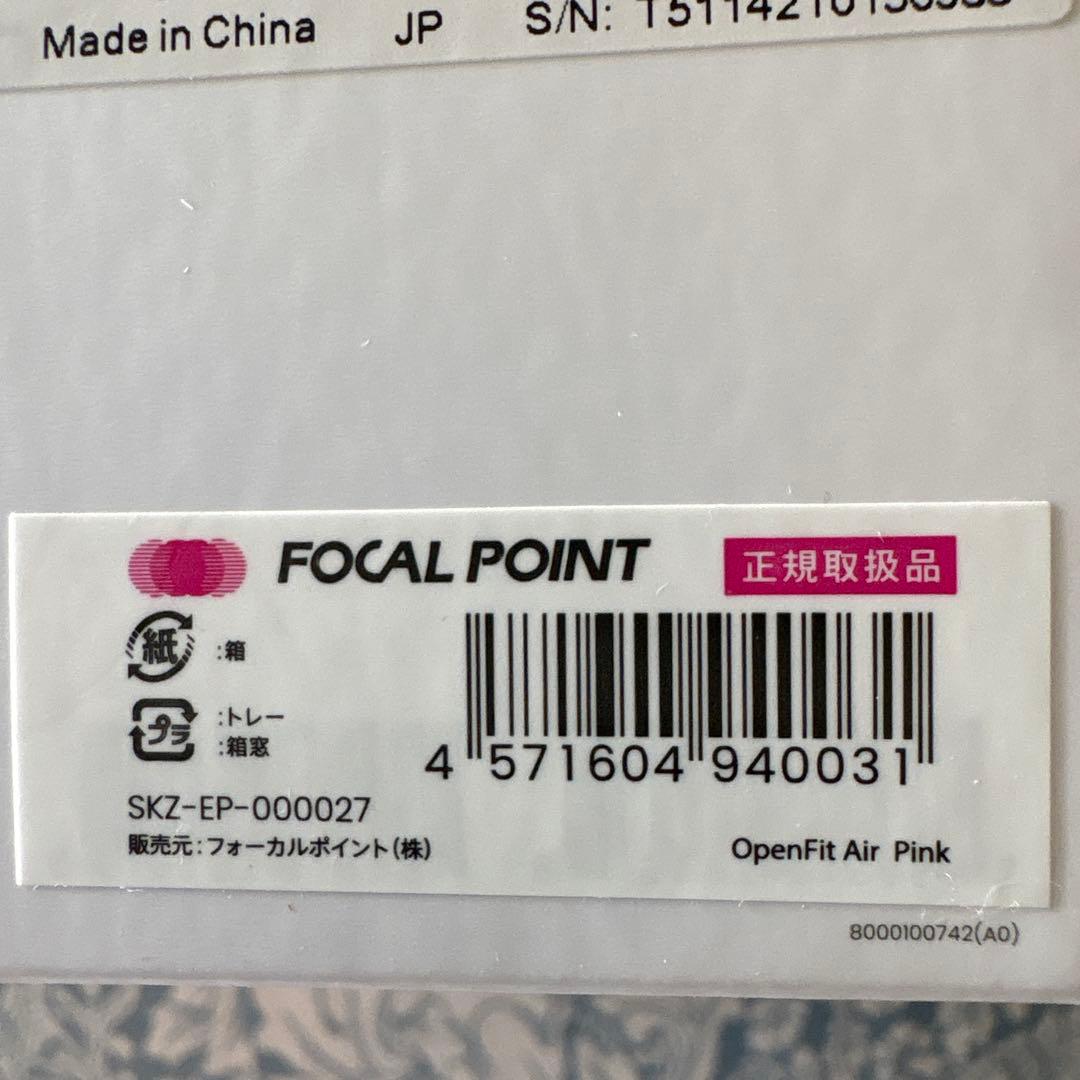 Made in China JP S/N:
FOCAL POINT 正規取扱品
紙 :箱
プラ :トレー
:箱窓
4 571604 940031
SKZ-EP-000027
販売元:フォーカルポイント(株)
OpenFit Air Pink
8000100742(A0)